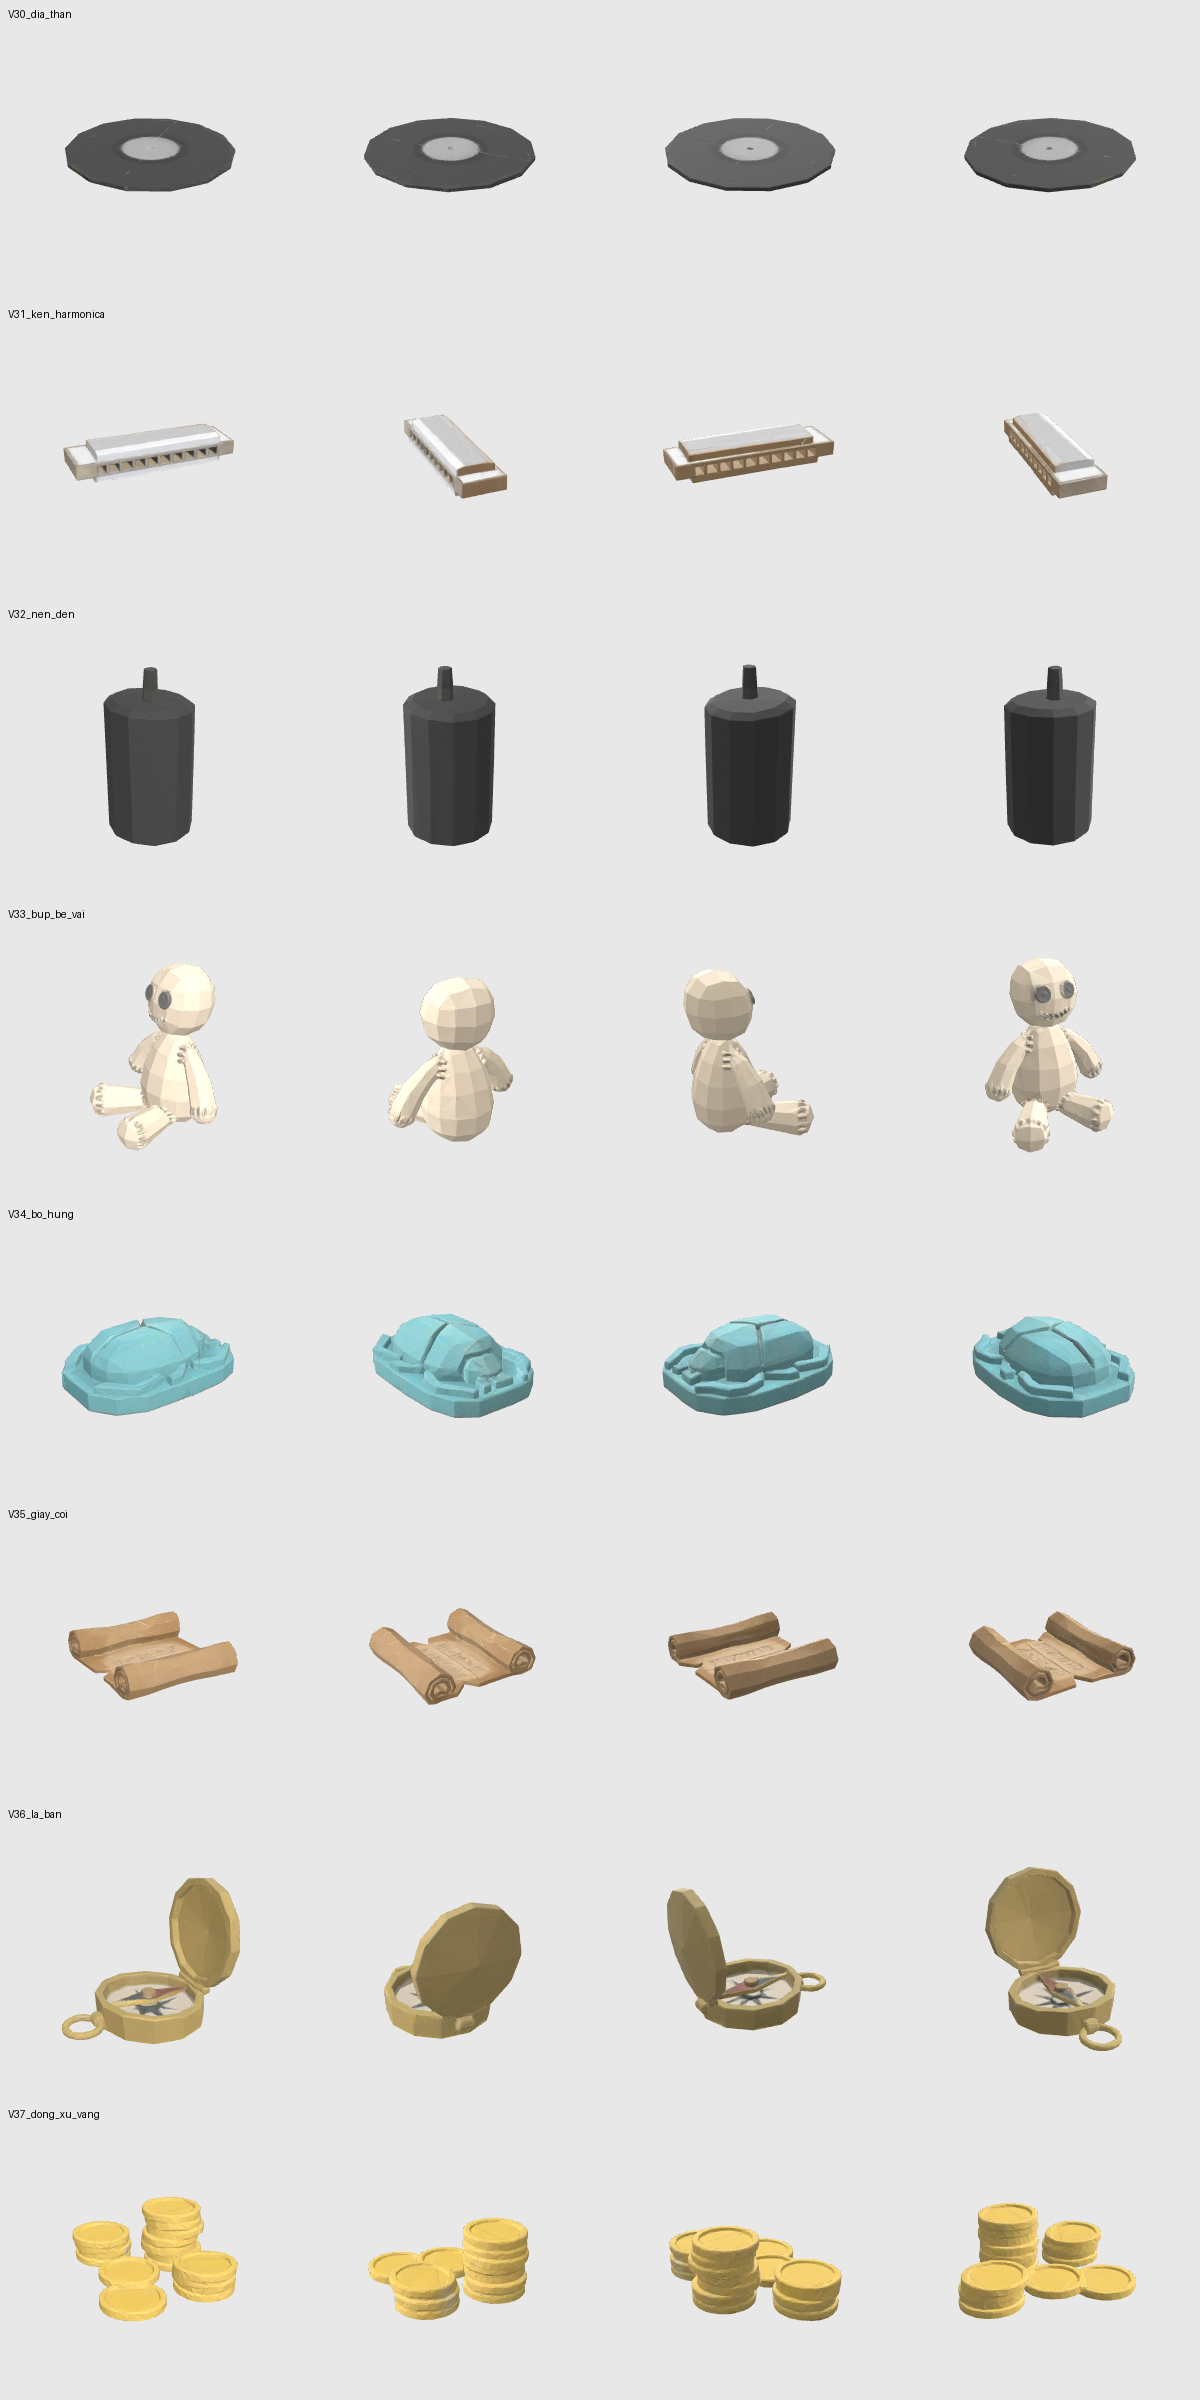 V30_dia_than
V31_ken_harmonica
V32_nen_den
V33_bup_be_vai
V34_bo_hung
V35_giay_coi
V36_la_ban
V37_dong_xu_vang